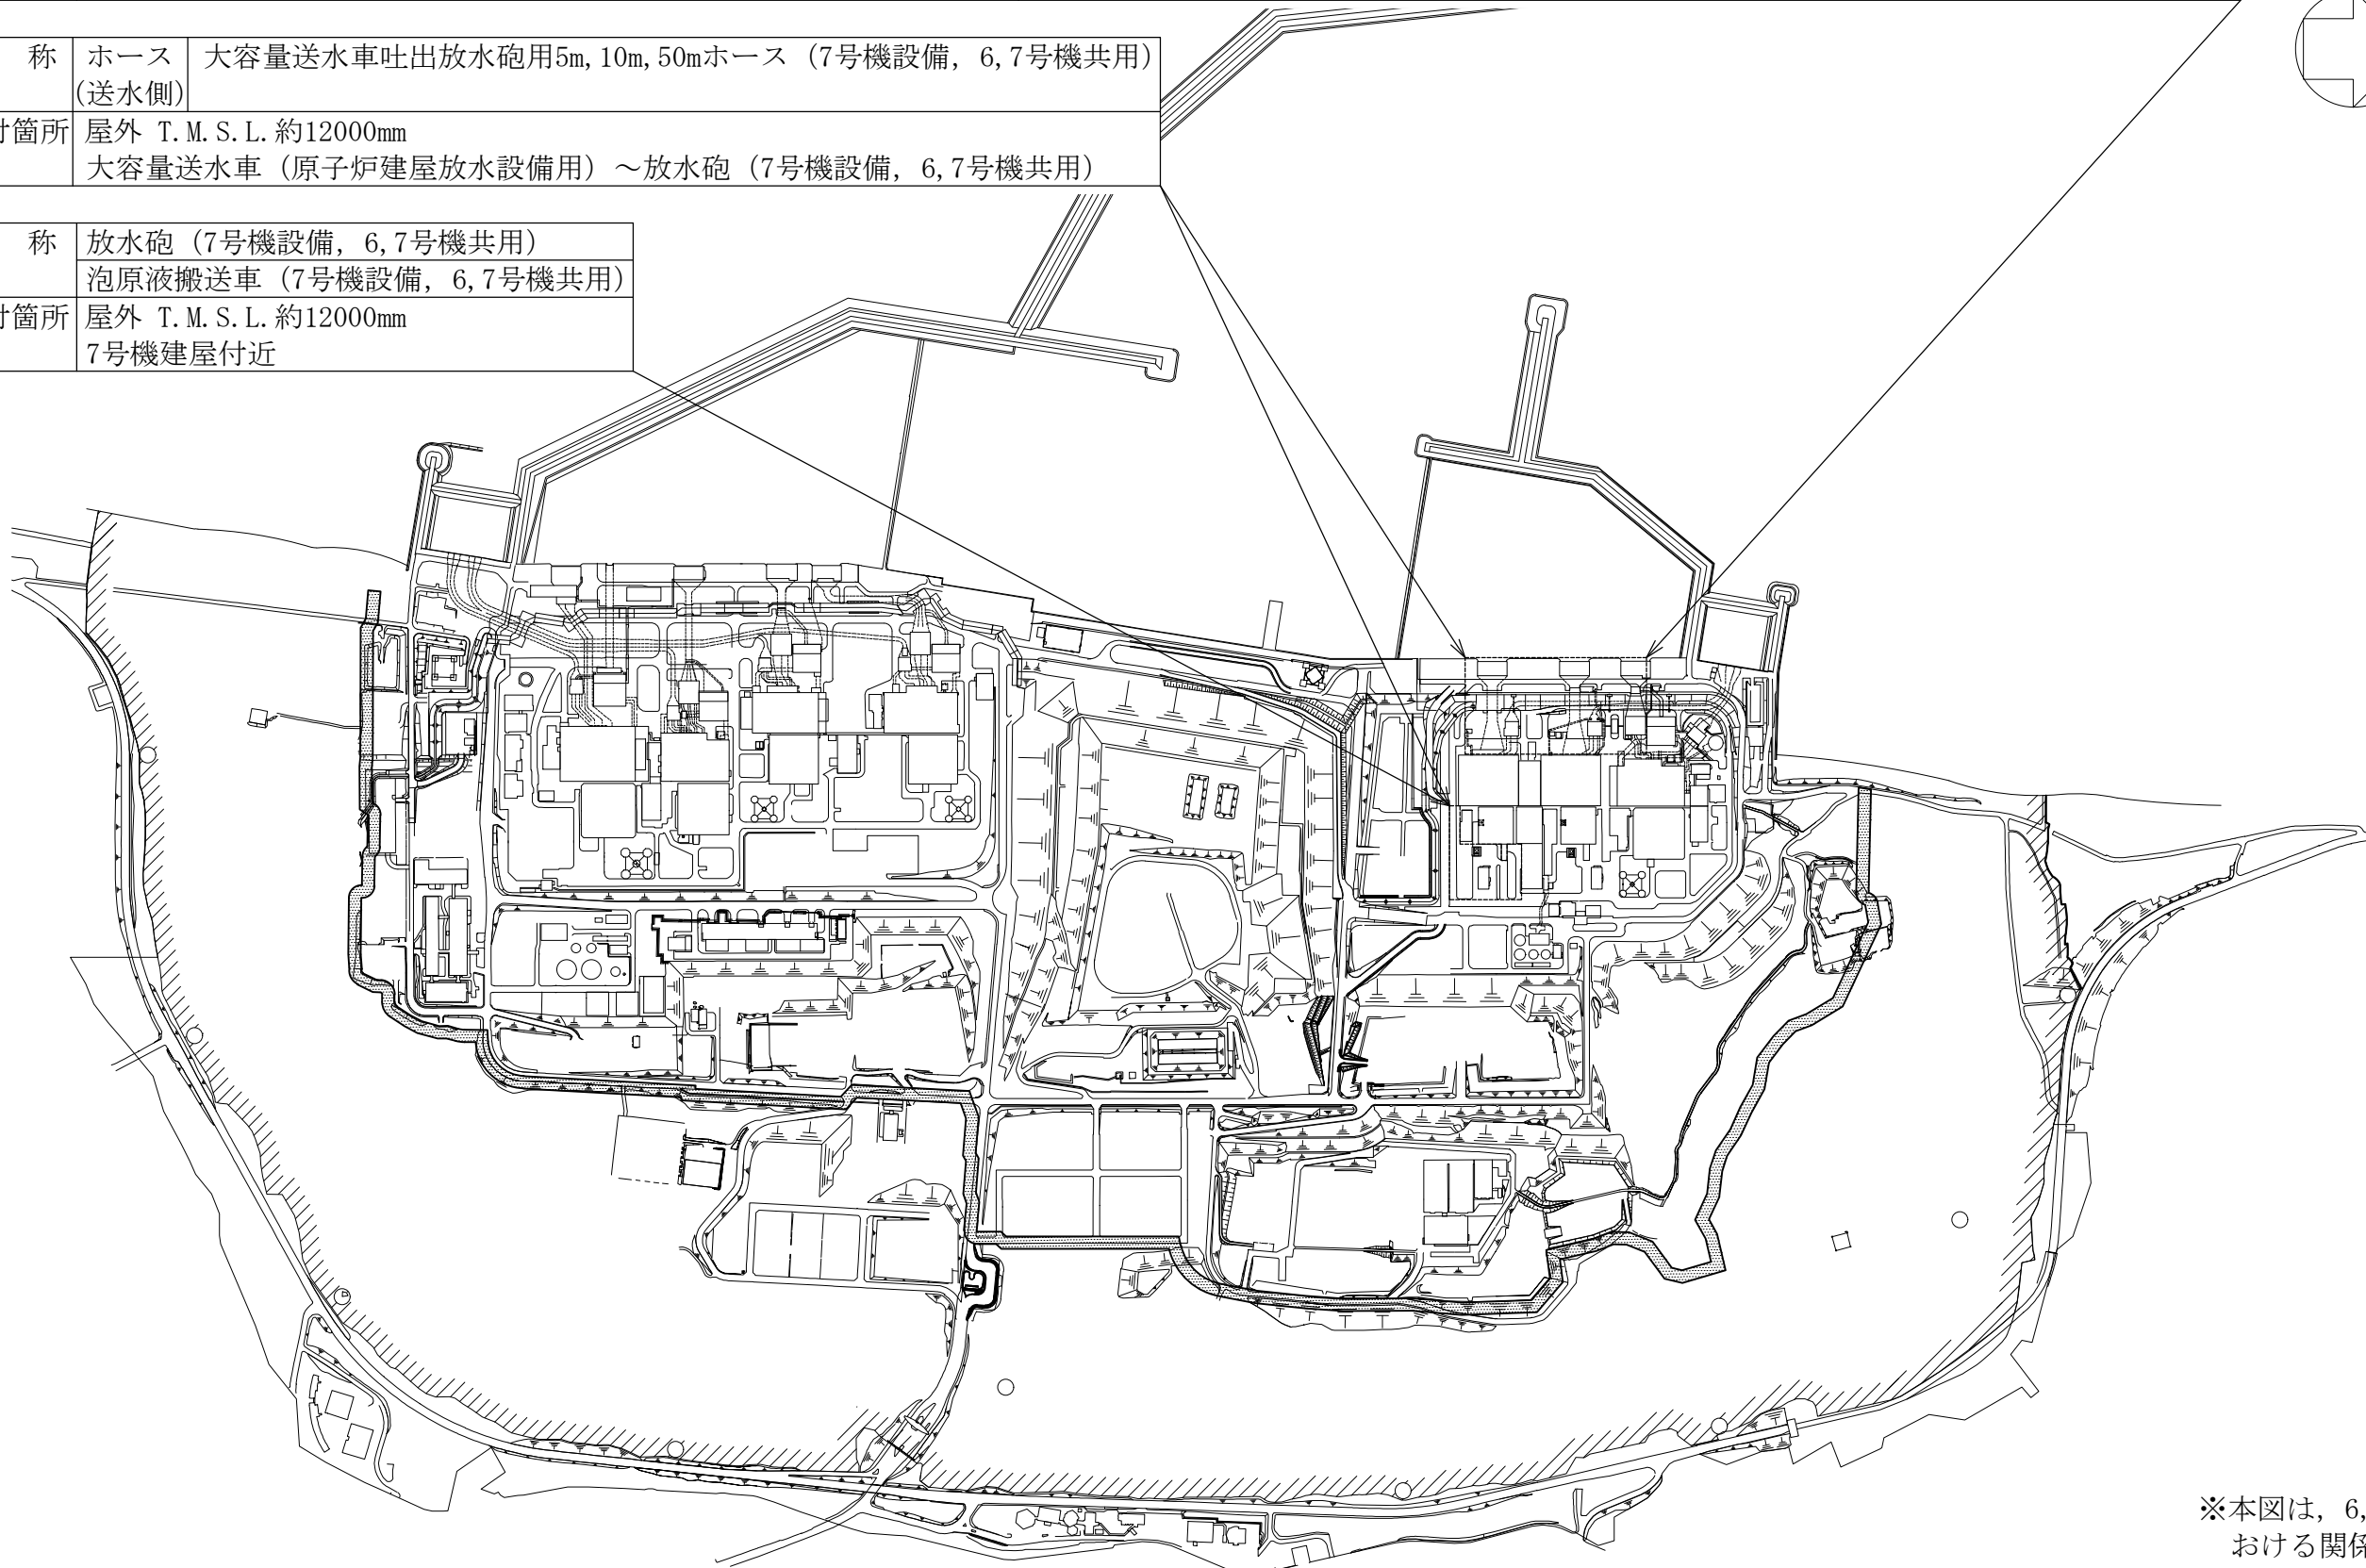 称 ホース 大容量送水車吐出放水砲用5m,10m,50mホース（7号機設備，6,7号機共用）
(送水側)
付箇所 屋外 T.M.S.L.約12000mm
大容量送水車（原子炉建屋放水設備用）～放水砲（7号機設備，6,7号機共用）
称 放水砲（7号機設備，6,7号機共用）
泡原液搬送車（7号機設備，6,7号機共用）
付箇所 屋外 T.M.S.L.約12000mm
7号機建屋付近
※本図は，6,
おける関係